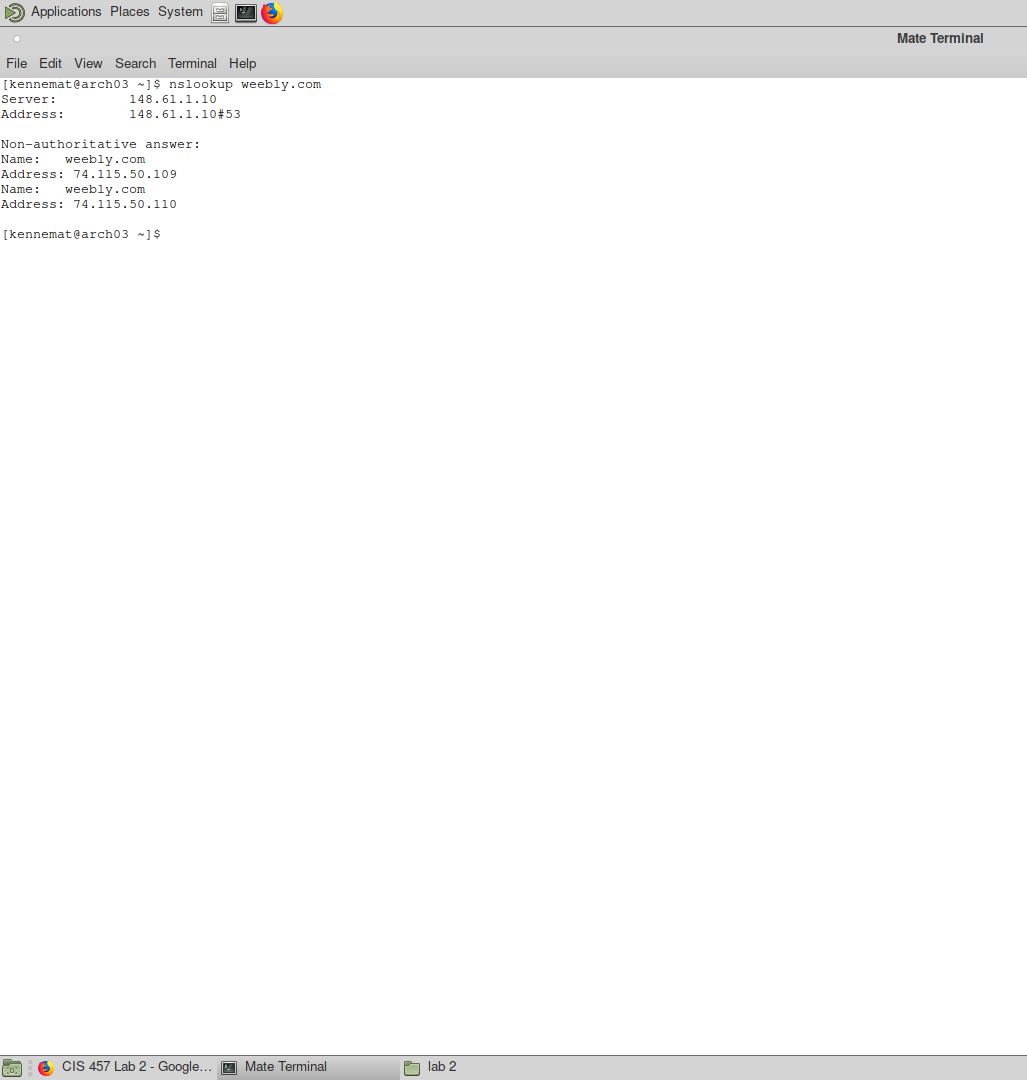 Applications Places System
Mate Terminal
File Edit View Search Terminal Help
[kennemat@arch03 ~]$ nslookup weebly.com
Server:         148.61.1.10
Address:        148.61.1.10#53

Non-authoritative answer:
Name:   weebly.com
Address: 74.115.50.109
Name:   weebly.com
Address: 74.115.50.110

[kennemat@arch03 ~]$
CIS 457 Lab 2 - Google... Mate Terminal lab 2